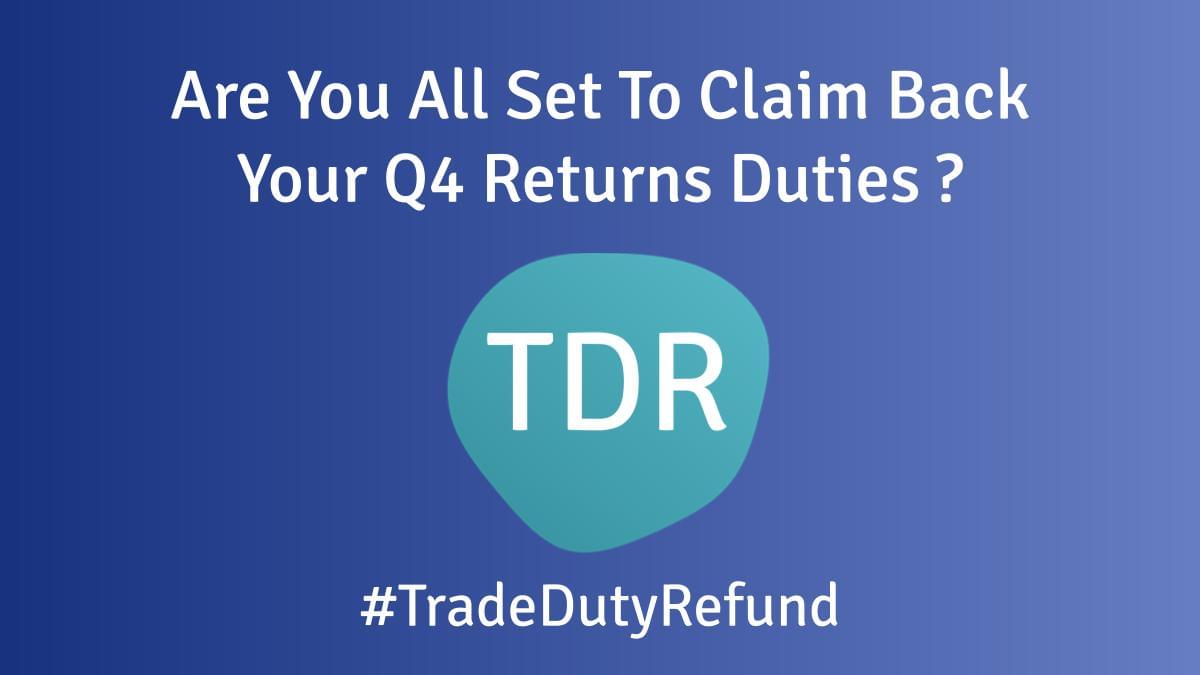 Are You All Set To Claim Back
Your Q4 Returns Duties ?
TDR
#TradeDutyRefund